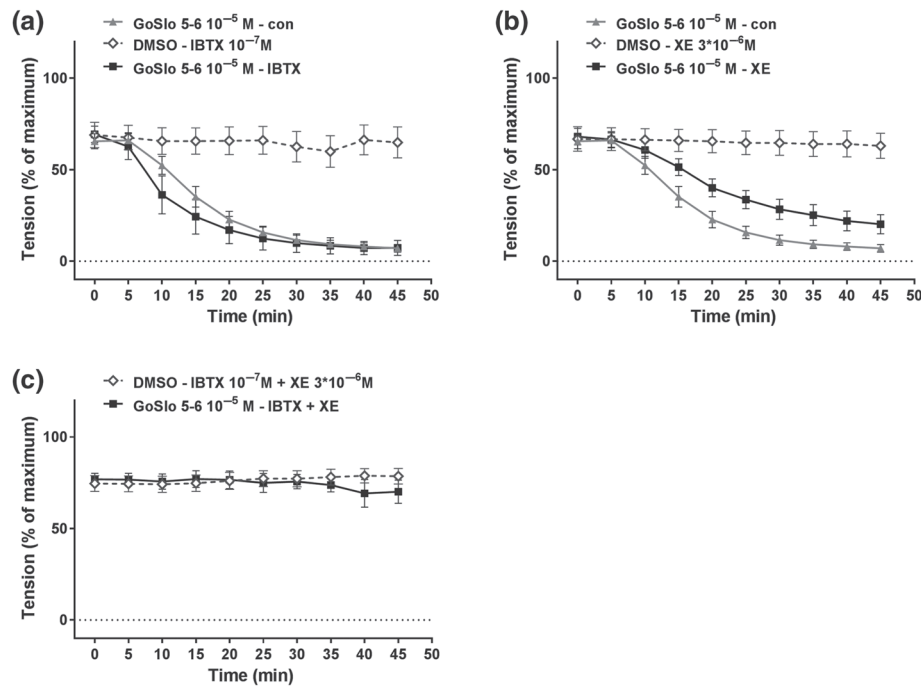 (a)
GoSlo 5-6 10⁻⁵ M - con
DMSO - IBTX 10⁻⁷M
GoSlo 5-6 10⁻⁵ M - IBTX
Tension (% of maximum)
100
50
0
0 5 10 15 20 25 30 35 40 45 50
Time (min)
(b)
GoSlo 5-6 10⁻⁵ M - con
DMSO - XE 3*10⁻⁶M
GoSlo 5-6 10⁻⁵ M - XE
Tension (% of maximum)
100
50
0
0 5 10 15 20 25 30 35 40 45 50
Time (min)
(c)
DMSO - IBTX 10⁻⁷M + XE 3*10⁻⁶M
GoSlo 5-6 10⁻⁵ M - IBTX + XE
Tension (% of maximum)
100
50
0
0 5 10 15 20 25 30 35 40 45 50
Time (min)